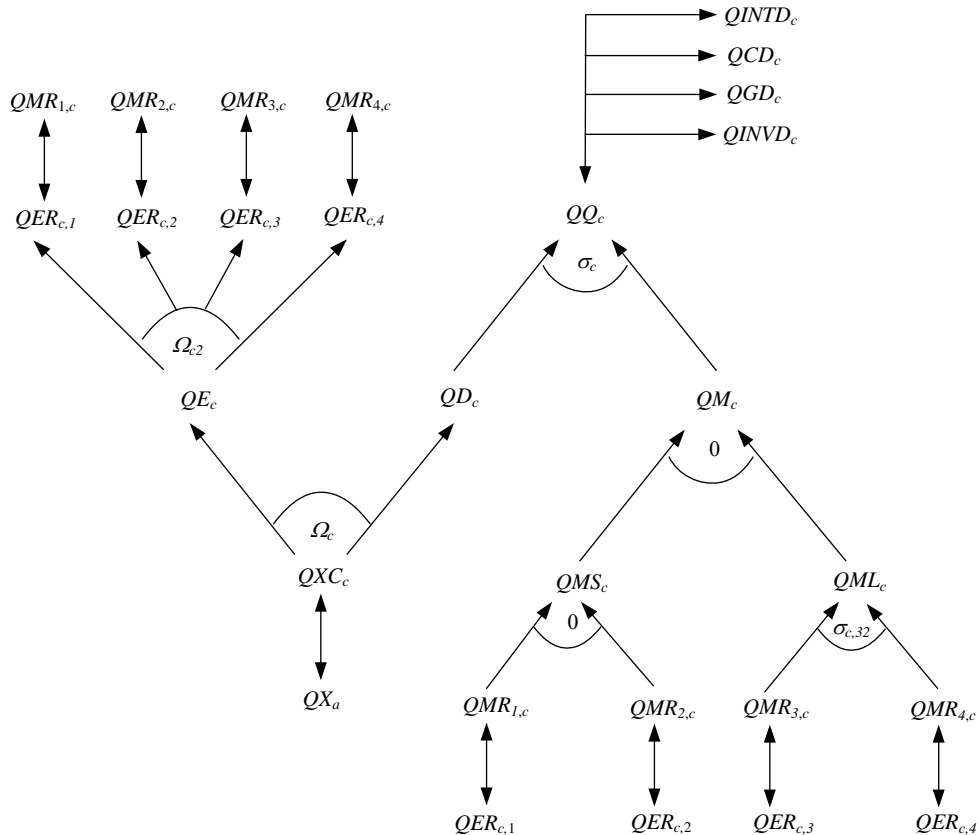 QINTDc
QCDc
QGDc
QINVDc
QMR1,c QMR2,c QMR3,c QMR4,c
QERc,1 QERc,2 QERc,3 QERc,4
QQc
σc
Ωc2
QEc QDc QMc
0
Ωc
QXCc QMSc QMLc
0 σc,32
QXa QMR1,c QMR2,c QMR3,c QMR4,c
QERc,1 QERc,2 QERc,3 QERc,4